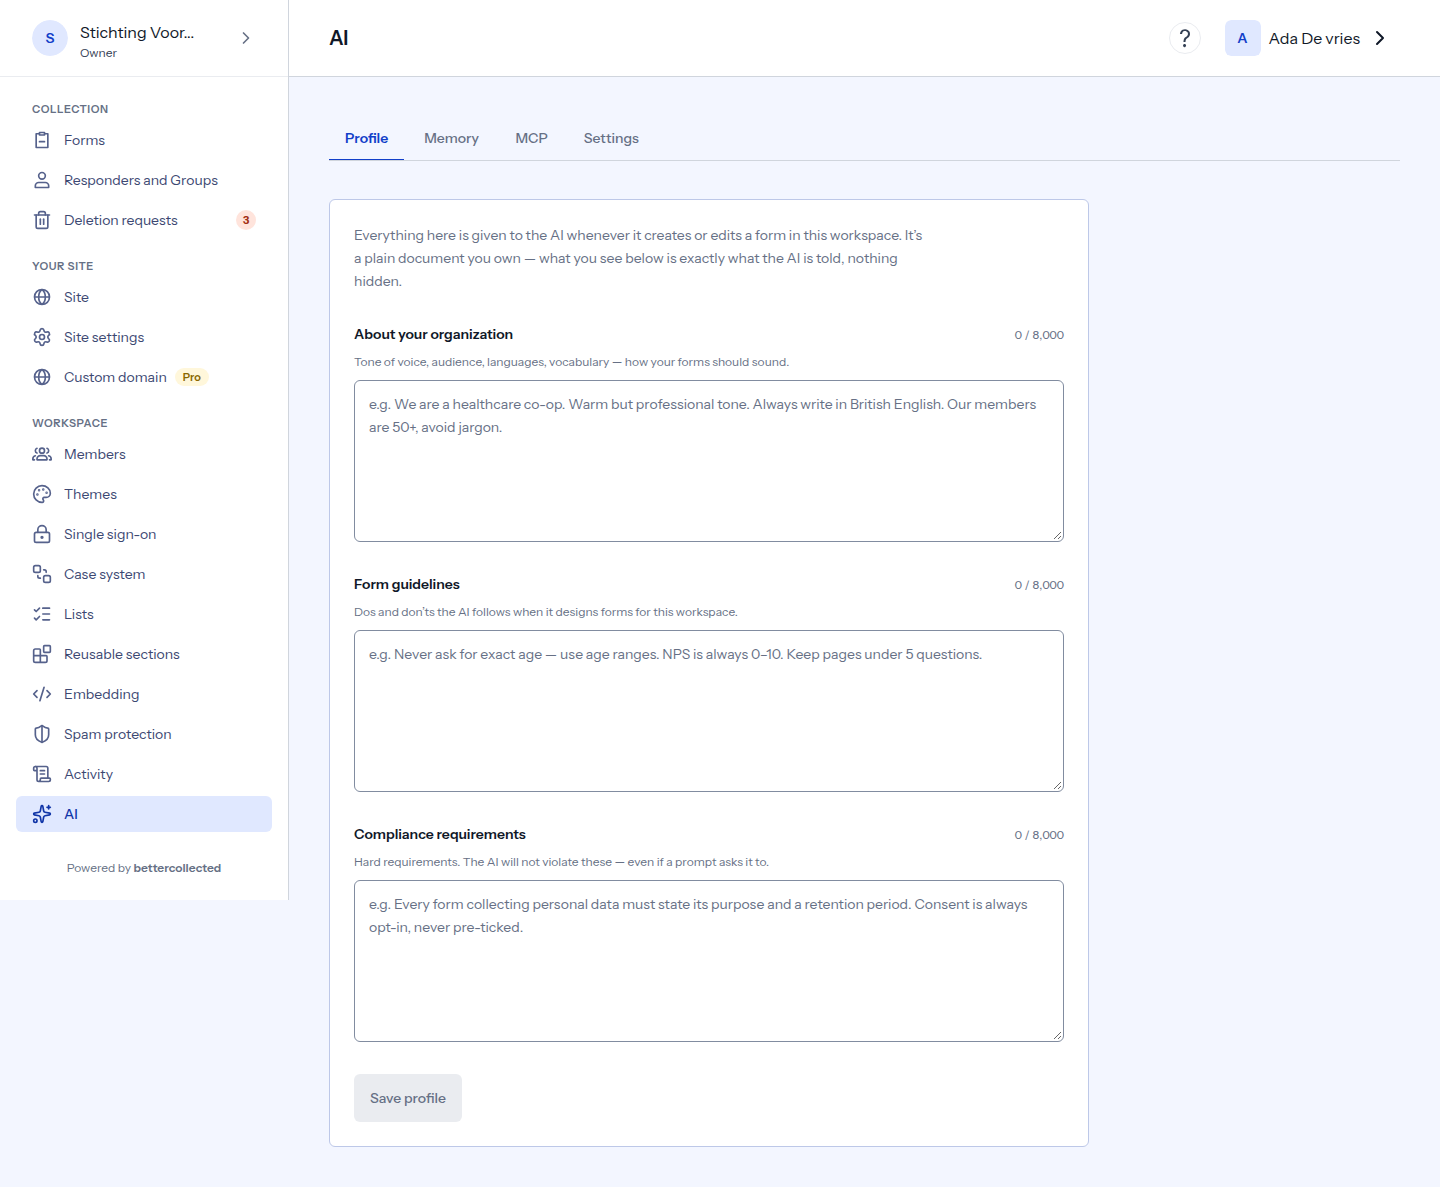 S
Stichting Voor...
Owner
AI
?
A
Ada De vries
COLLECTION
Forms
Responders and Groups
Deletion requests 3
YOUR SITE
Site
Site settings
Custom domain Pro
WORKSPACE
Members
Themes
Single sign-on
Case system
Lists
Reusable sections
Embedding
Spam protection
Activity
AI
Powered by bettercollected
Profile Memory MCP Settings
Everything here is given to the AI whenever it creates or edits a form in this workspace. It's
a plain document you own — what you see below is exactly what the AI is told, nothing
hidden.
About your organization 0 / 8,000
Tone of voice, audience, languages, vocabulary — how your forms should sound.
e.g. We are a healthcare co-op. Warm but professional tone. Always write in British English. Our members
are 50+, avoid jargon.
Form guidelines 0 / 8,000
Dos and don'ts the AI follows when it designs forms for this workspace.
e.g. Never ask for exact age — use age ranges. NPS is always 0–10. Keep pages under 5 questions.
Compliance requirements 0 / 8,000
Hard requirements. The AI will not violate these — even if a prompt asks it to.
e.g. Every form collecting personal data must state its purpose and a retention period. Consent is always
opt-in, never pre-ticked.
Save profile